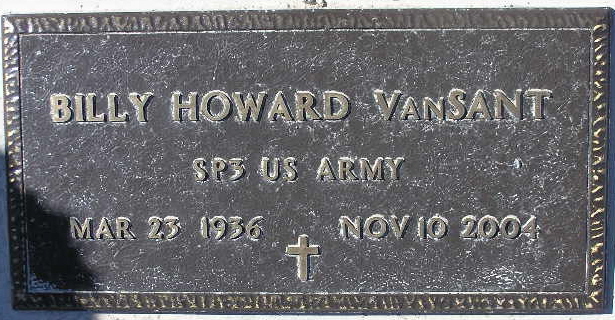 BILLY HOWARD VANSANT
SP3 US ARMY
MAR 23 1936 NOV 10 2004